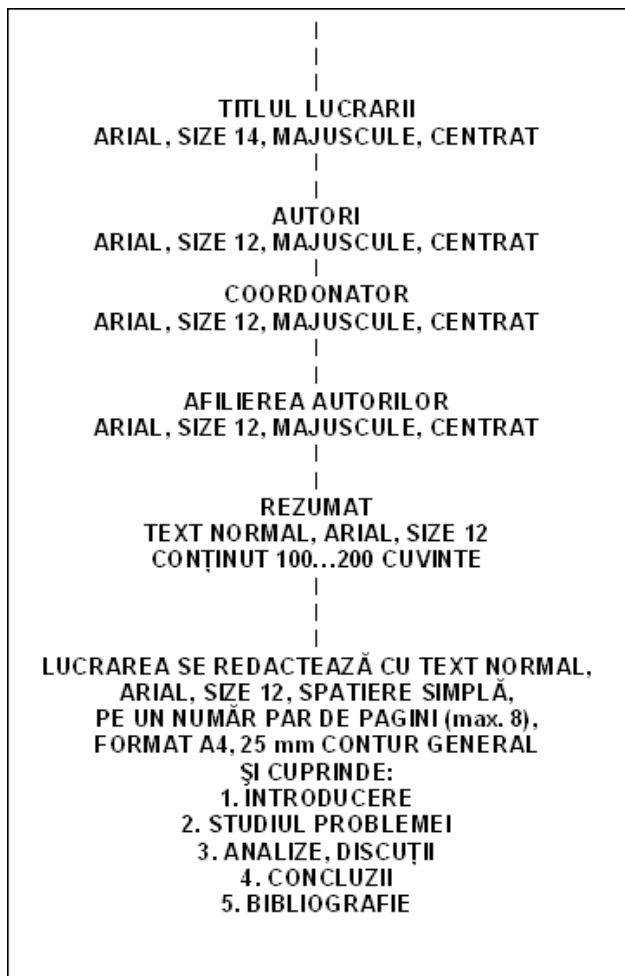 |
|
|
TITLUL LUCRARII
ARIAL, SIZE 14, MAJUSCULE, CENTRAT
|
|
AUTORI
ARIAL, SIZE 12, MAJUSCULE, CENTRAT
|
COORDONATOR
ARIAL, SIZE 12, MAJUSCULE, CENTRAT
|
|
AFILIEREA AUTORILOR
ARIAL, SIZE 12, MAJUSCULE, CENTRAT
|
|
REZUMAT
TEXT NORMAL, ARIAL, SIZE 12
CONȚINUT 100...200 CUVINTE
|
|
|
LUCRAREA SE REDACTEAZĂ CU TEXT NORMAL,
ARIAL, SIZE 12, SPATIERE SIMPLĂ,
PE UN NUMĂR PAR DE PAGINI (max. 8),
FORMAT A4, 25 mm CONTUR GENERAL
ŞI CUPRINDE:
1. INTRODUCERE
2. STUDIUL PROBLEMEI
3. ANALIZE, DISCUȚII
4. CONCLUZII
5. BIBLIOGRAFIE